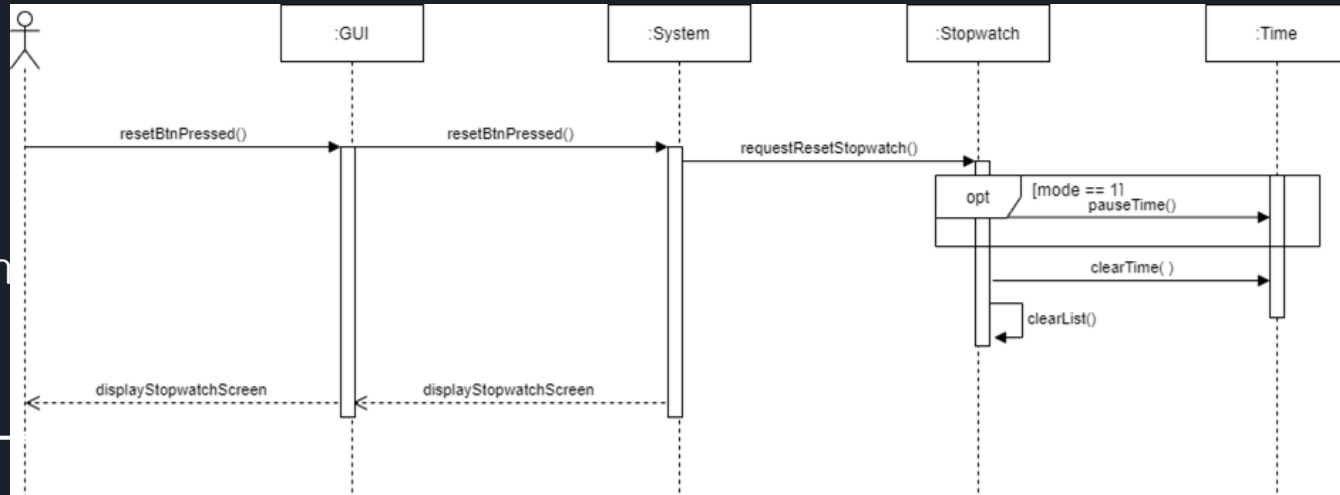 :GUI
:System
:Stopwatch
:Time
resetBtnPressed()
resetBtnPressed()
requestResetStopwatch()
opt
[mode == 1]
pauseTime()
clearTime( )
clearList()
displayStopwatchScreen
displayStopwatchScreen